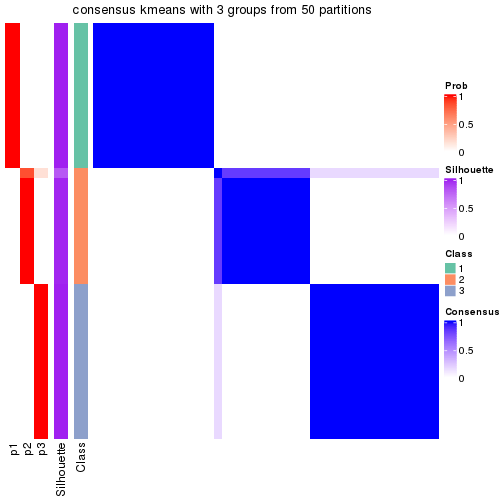 consensus kmeans with 3 groups from 50 partitions
Prob
1
0.5
0
Silhouette
1
0.5
0
Class
1
2
3
Consensus
1
0.5
0
p1
p2
p3
Silhouette
Class